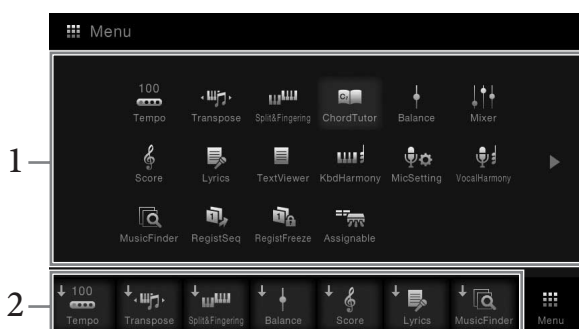 Menu
100
Tempo Transpose Split&Fingering ChordTutor Balance Mixer
1
Score Lyrics TextViewer KbdHarmony MicSetting VocalHarmony
MusicFinder RegistSeq RegistFreeze Assignable
2
100
Tempo Transpose Split&Fingering Balance Score Lyrics MusicFinder Menu